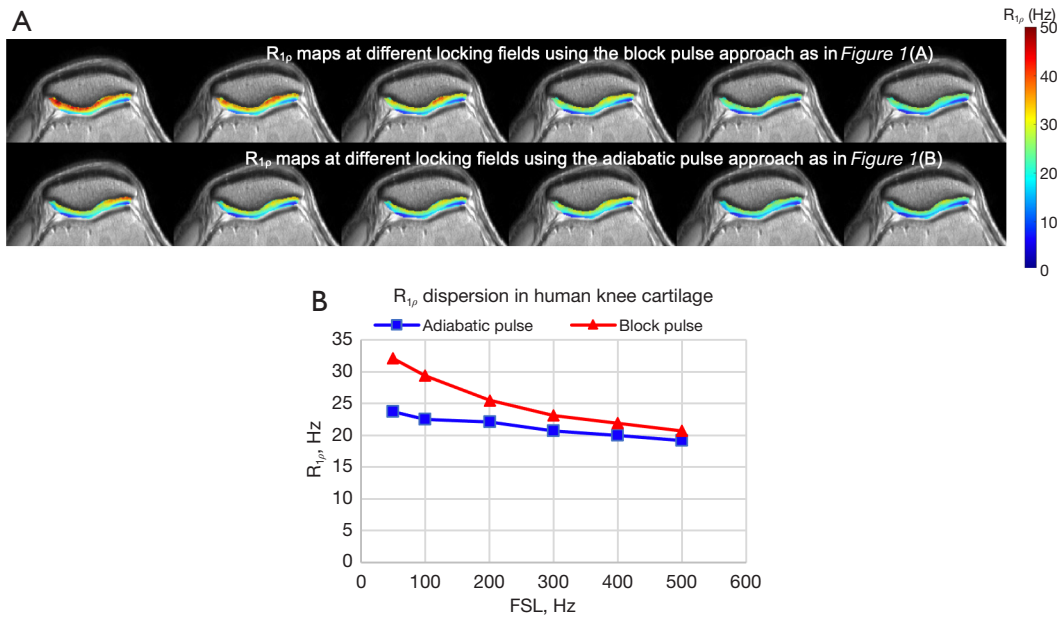 A
R1ρ (Hz)
R1ρ maps at different locking fields using the block pulse approach as in Figure 1(A)
R1ρ maps at different locking fields using the adiabatic pulse approach as in Figure 1(B)
50
40
30
20
10
0
B
R1ρ dispersion in human knee cartilage
Adiabatic pulse
Block pulse
R1ρ, Hz
35
30
25
20
15
10
5
0
0 100 200 300 400 500 600
FSL, Hz